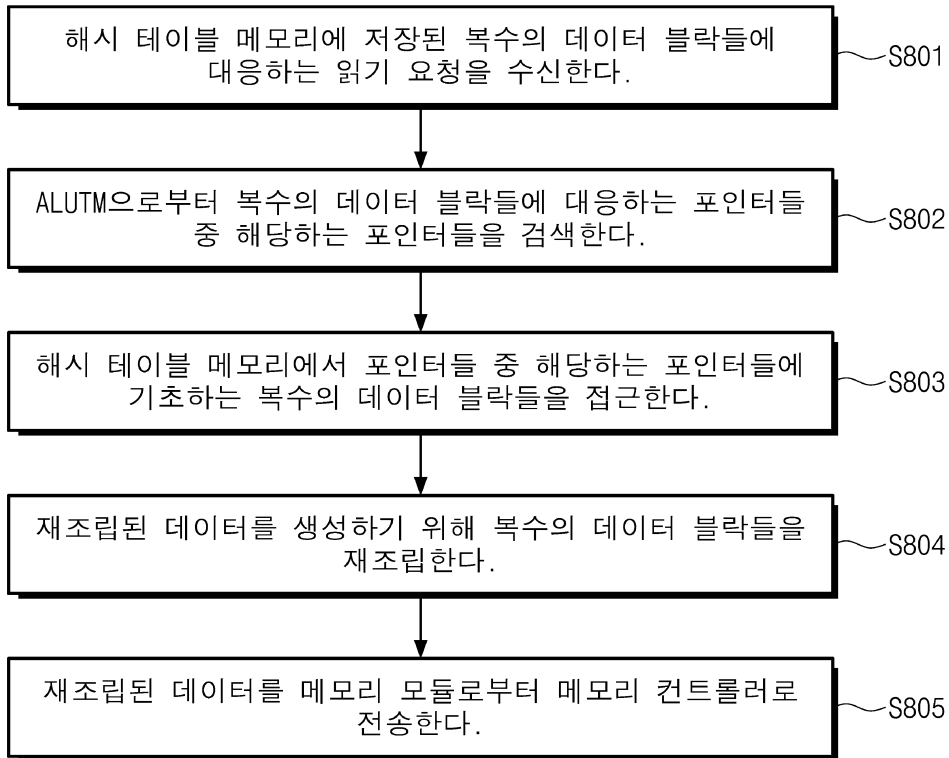 해시 테이블 메모리에 저장된 복수의 데이터 블락들에
대응하는 읽기 요청을 수신한다.
S801
ALUTM으로부터 복수의 데이터 블락들에 대응하는 포인터들
중 해당하는 포인터들을 검색한다.
S802
해시 테이블 메모리에서 포인터들 중 해당하는 포인터들에
기초하는 복수의 데이터 블락들을 접근한다.
S803
재조립된 데이터를 생성하기 위해 복수의 데이터 블락들을
재조립한다.
S804
재조립된 데이터를 메모리 모듈로부터 메모리 컨트롤러로
전송한다.
S805